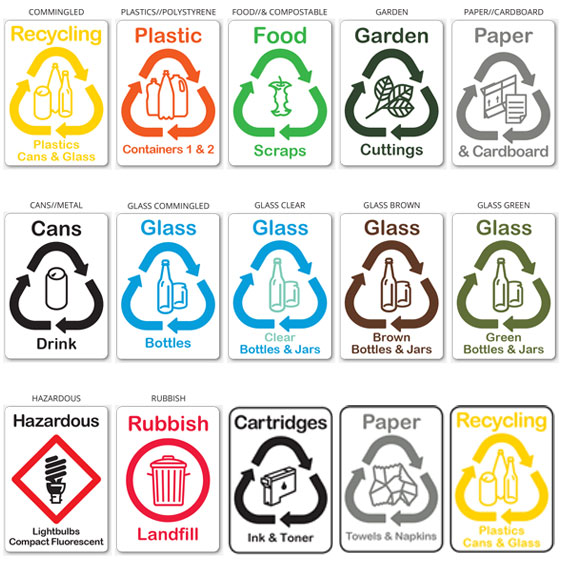 COMMINGLED
PLASTICS//POLYSTYRENE
FOOD//& COMPOSTABLE
GARDEN
PAPER//CARDBOARD
Recycling
Plastics
Cans & Glass
Plastic
Containers 1 & 2
Food
Scraps
Garden
Cuttings
Paper
& Cardboard
CANS//METAL
GLASS COMMINGLED
GLASS CLEAR
GLASS BROWN
GLASS GREEN
Cans
Drink
Glass
Bottles
Glass
Clear
Bottles & Jars
Glass
Brown
Bottles & Jars
Glass
Green
Bottles & Jars
HAZARDOUS
RUBBISH
Hazardous
Lightbulbs
Compact Fluorescent
Rubbish
Landfill
Cartridges
Ink & Toner
Paper
Towels & Napkins
Recycling
Plastics
Cans & Glass